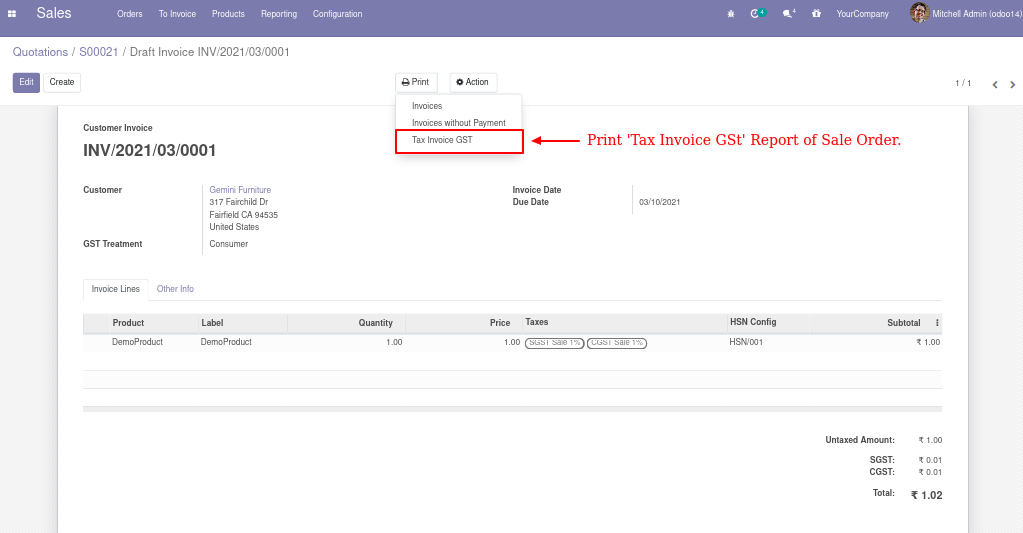 Sales Orders To Invoice Products Reporting Configuration 4 4 YourCompany Mitchell Admin (odoo14)
Quotations / S00021 / Draft Invoice INV/2021/03/0001
Edit Create Print Action 1 / 1
Invoices
Invoices without Payment
Tax Invoice GST
Print 'Tax Invoice GSt' Report of Sale Order.
Customer Invoice
INV/2021/03/0001
Customer Gemini Furniture Invoice Date
317 Fairchild Dr Due Date 03/10/2021
Fairfield CA 94535
United States
GST Treatment Consumer
Invoice Lines Other Info
Product Label Quantity Price Taxes HSN Config Subtotal
DemoProduct DemoProduct 1.00 1.00 SGST Sale 1% CGST Sale 1% HSN/001 ₹ 1.00
Untaxed Amount: ₹ 1.00
SGST: ₹ 0.01
CGST: ₹ 0.01
Total: ₹ 1.02